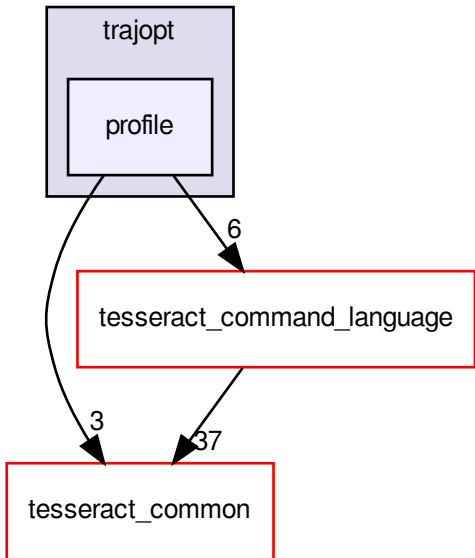 trajopt
profile
6
tesseract_command_language
3
37
tesseract_common